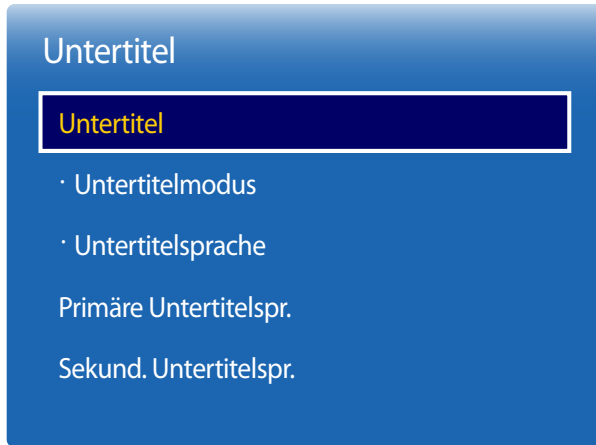 Untertitel
Untertitel
· Untertitelmodus
· Untertitelsprache
Primäre Untertitelspr.
Sekund. Untertitelspr.